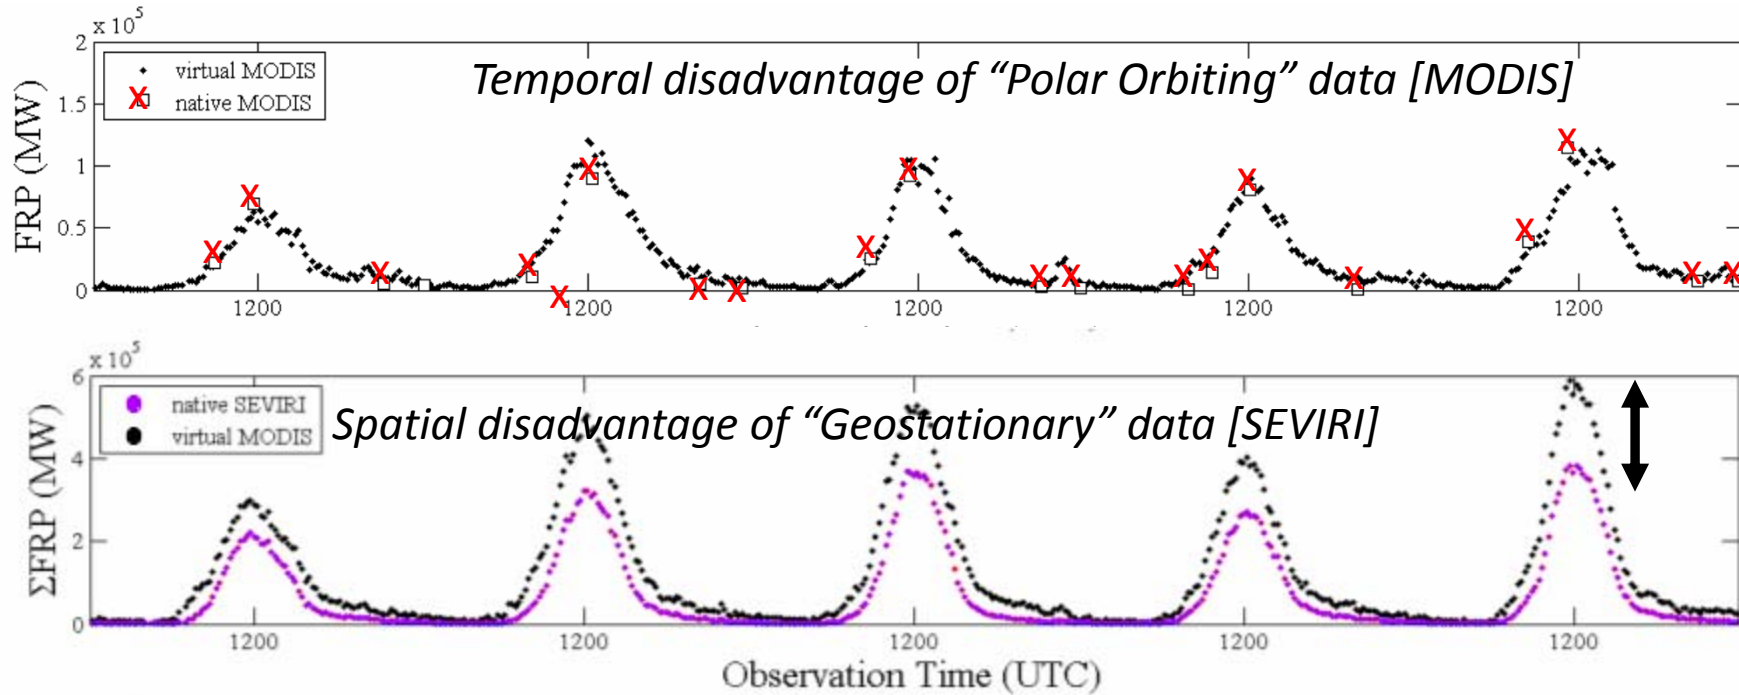 x 10^5
2
1.5
1
0.5
0
FRP (MW)
virtual MODIS
native MODIS
Temporal disadvantage of “Polar Orbiting” data [MODIS]
1200 1200 1200 1200 1200
x 10^5
6
4
2
0
ΣFRP (MW)
native SEVIRI
virtual MODIS
Spatial disadvantage of “Geostationary” data [SEVIRI]
1200 1200 1200 1200 1200
Observation Time (UTC)